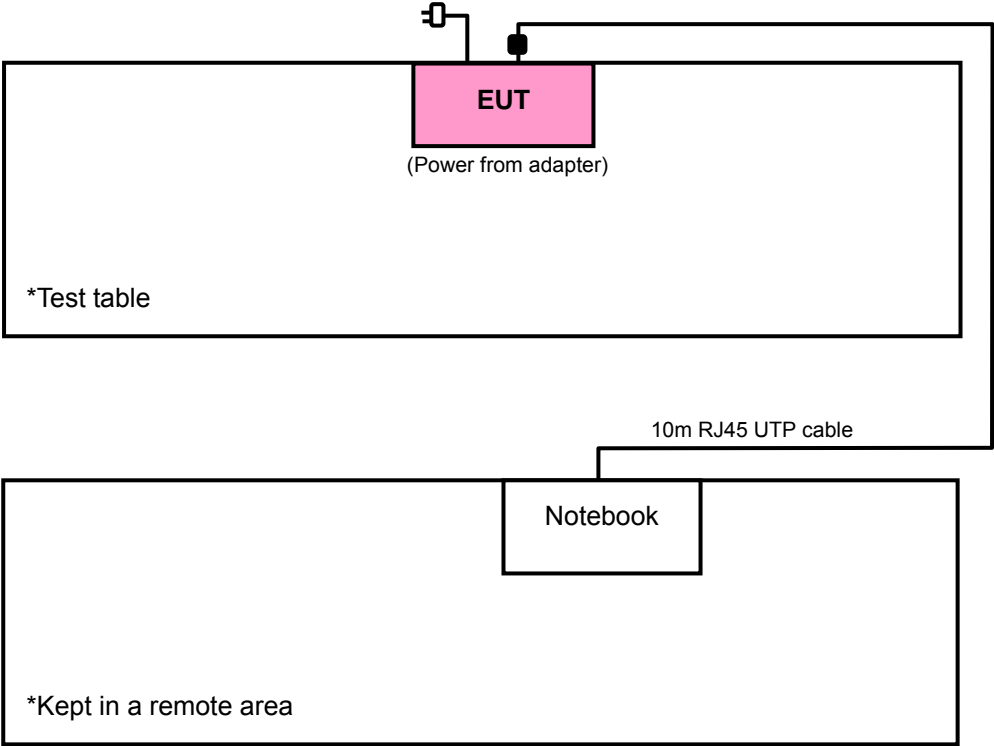 EUT
(Power from adapter)
*Test table
10m RJ45 UTP cable
Notebook
*Kept in a remote area